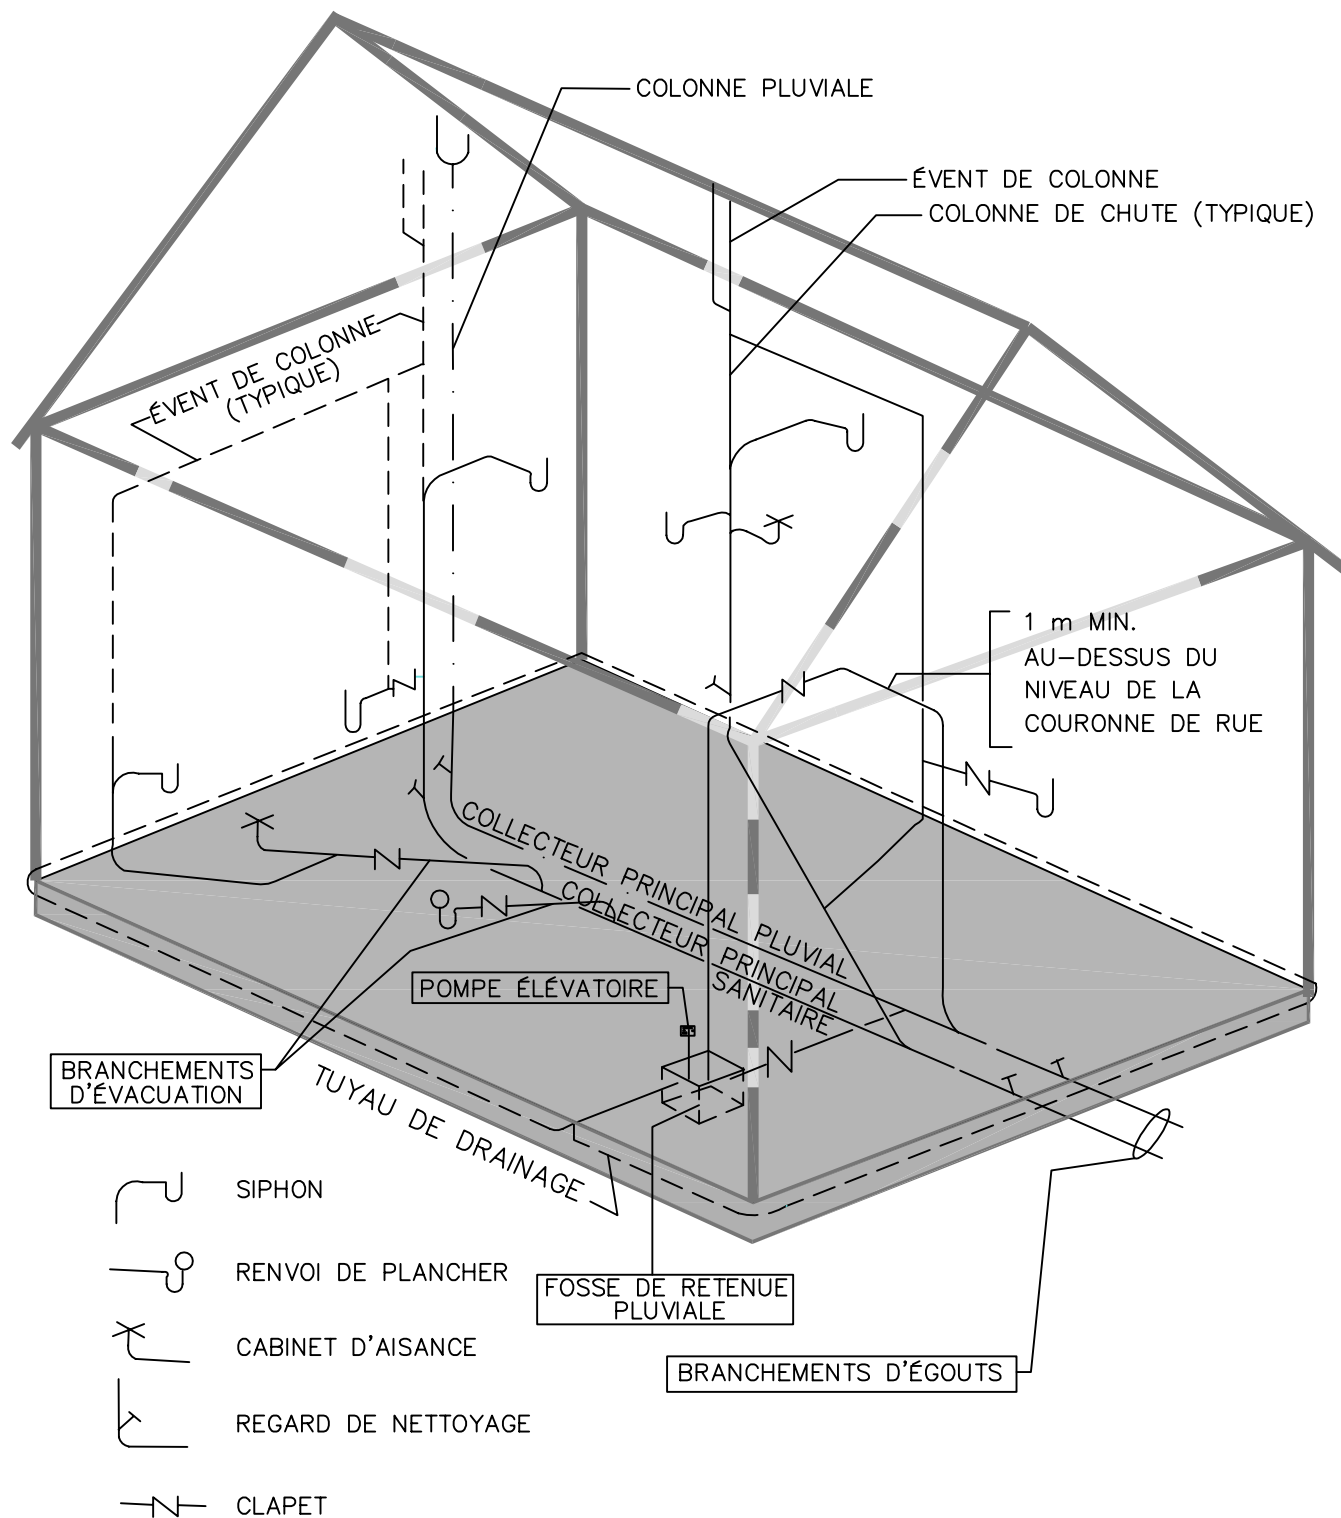 COLONNE PLUVIALE
ÉVENT DE COLONNE
COLONNE DE CHUTE (TYPIQUE)
ÉVENT DE COLONNE
(TYPIQUE)
1 m MIN.
AU-DESSUS DU
NIVEAU DE LA
COURONNE DE RUE
COLLECTEUR PRINCIPAL PLUVIAL
COLLECTEUR PRINCIPAL
SANITAIRE
POMPE ÉLÉVATOIRE
BRANCHEMENTS
D'ÉVACUATION
TUYAU DE DRAINAGE
SIPHON
RENVOI DE PLANCHER
FOSSE DE RETENUE
PLUVIALE
CABINET D'AISANCE
BRANCHEMENTS D'ÉGOUTS
REGARD DE NETTOYAGE
CLAPET